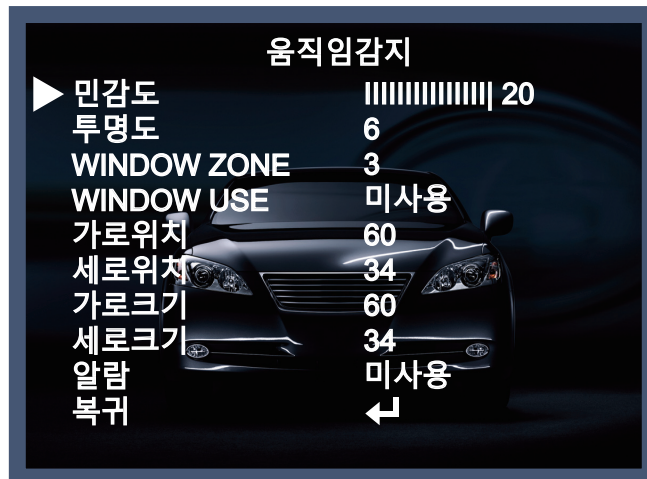 움직임감지
민감도 IIIIIIIIIIIIIII| 20
투명도 6
WINDOW ZONE 3
WINDOW USE 미사용
가로위치 60
세로위치 34
가로크기 60
세로크기 34
알람 미사용
복귀 ↲